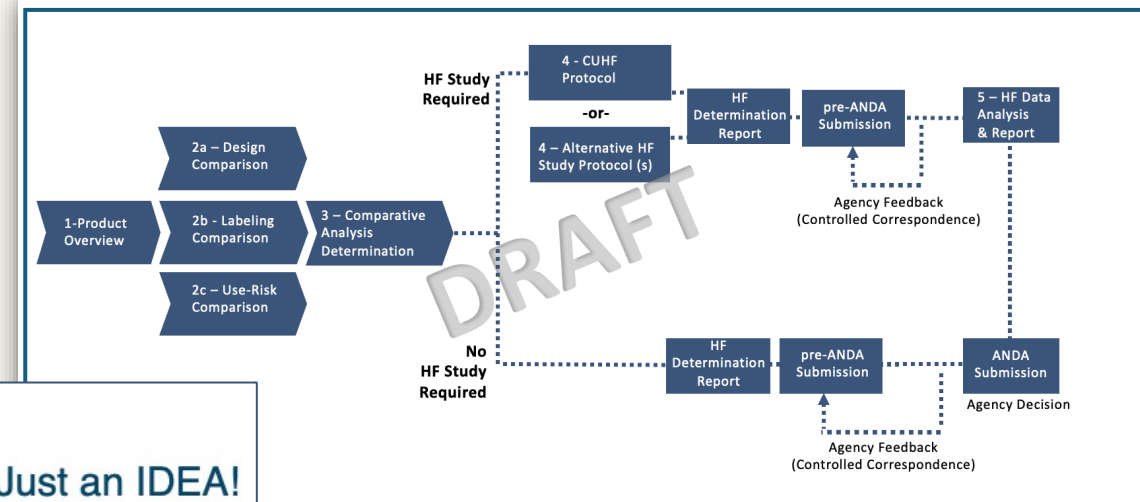 HF Study
Required
4 - CUHF
Protocol
-or-
4 – Alternative HF
Study Protocol (s)
HF
Determination
Report
pre-ANDA
Submission
5 – HF Data
Analysis
& Report
Agency Feedback
(Controlled Correspondence)
2a – Design
Comparison
1-Product
Overview
2b - Labeling
Comparison
3 – Comparative
Analysis
Determination
2c – Use-Risk
Comparison
DRAFT
No
HF Study
Required
HF
Determination
Report
pre-ANDA
Submission
ANDA
Submission
Agency Decision
Agency Feedback
(Controlled Correspondence)
Just an IDEA!